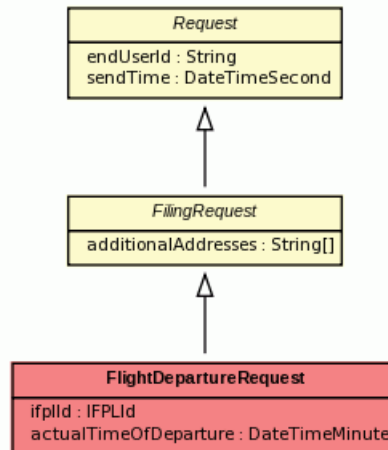 Request
endUserId : String
sendTime : DateTimeSecond
FilingRequest
additionalAddresses : String[]
FlightDepartureRequest
ifplId : IFPLId
actualTimeOfDeparture : DateTimeMinute